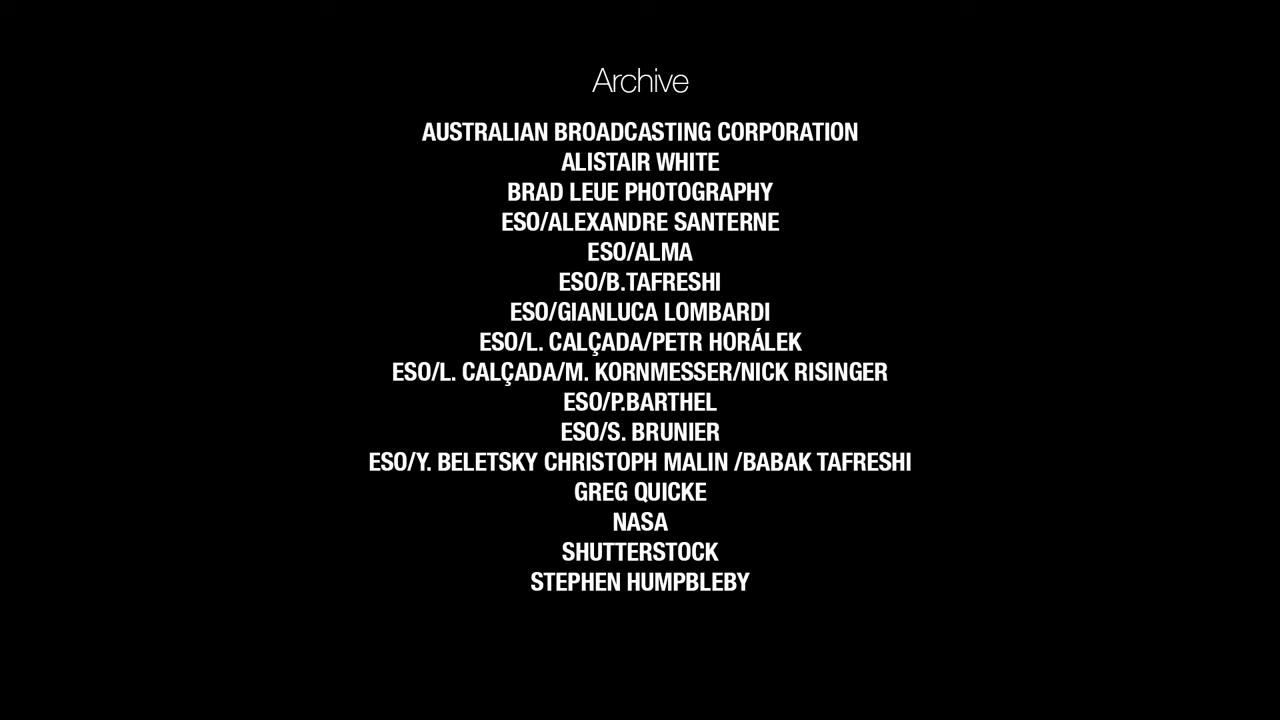 Archive
AUSTRALIAN BROADCASTING CORPORATION
ALISTAIR WHITE
BRAD LEUE PHOTOGRAPHY
ESO/ALEXANDRE SANTERNE
ESO/ALMA
ESO/B.TAFRESHI
ESO/GIANLUCA LOMBARDI
ESO/L. CALÇADA/PETR HORÁLEK
ESO/L. CALÇADA/M. KORNMESSER/NICK RISINGER
ESO/P.BARTHEL
ESO/S. BRUNIER
ESO/Y. BELETSKY CHRISTOPH MALIN /BABAK TAFRESHI
GREG QUICKE
NASA
SHUTTERSTOCK
STEPHEN HUMPBLEBY